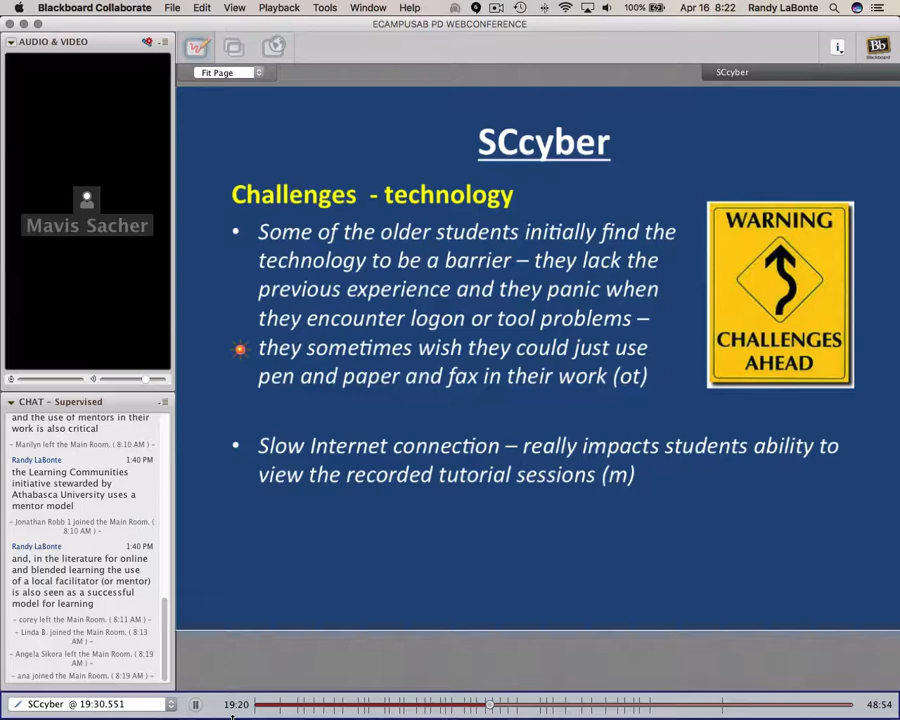 Blackboard Collaborate File Edit View Playback Tools Window Help 100% Apr 16 8:22 Randy LaBonte
ECAMPUSAB PD WEBCONFERENCE
AUDIO & VIDEO
Mavis Sacher
CHAT - Supervised
and the use of mentors in their
work is also critical
– Marilyn left the Main Room. ( 8:10 AM ) –
Randy LaBonte 1:40 PM
the Learning Communities
initiative stewarded by
Athabasca University uses a
mentor model
– Jonathan Robb 1 joined the Main Room. (
8:10 AM ) –
Randy LaBonte 1:40 PM
and, in the literature for online
and blended learning the use
of a local facilitator (or mentor)
is also seen as a successful
model for learning
– corey left the Main Room. ( 8:11 AM ) –
– Linda B. joined the Main Room. ( 8:13
AM ) –
– Angela Sikora left the Main Room. ( 8:19
AM ) –
– ana joined the Main Room. ( 8:19 AM ) –
Fit Page
SCcyber
i
Bb
Blackboard
SCcyber
Challenges - technology
• Some of the older students initially find the
technology to be a barrier – they lack the
previous experience and they panic when
they encounter logon or tool problems –
they sometimes wish they could just use
pen and paper and fax in their work (ot)
• Slow Internet connection – really impacts students ability to
view the recorded tutorial sessions (m)
WARNING
CHALLENGES
AHEAD
SCcyber @ 19:30.551
19:20
48:54